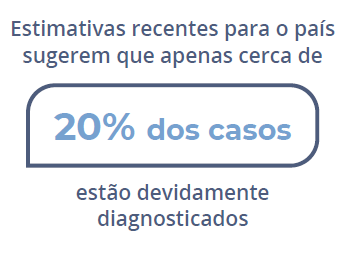 Estimativas recentes para o país
sugerem que apenas cerca de
20% dos casos
estão devidamente
diagnosticados